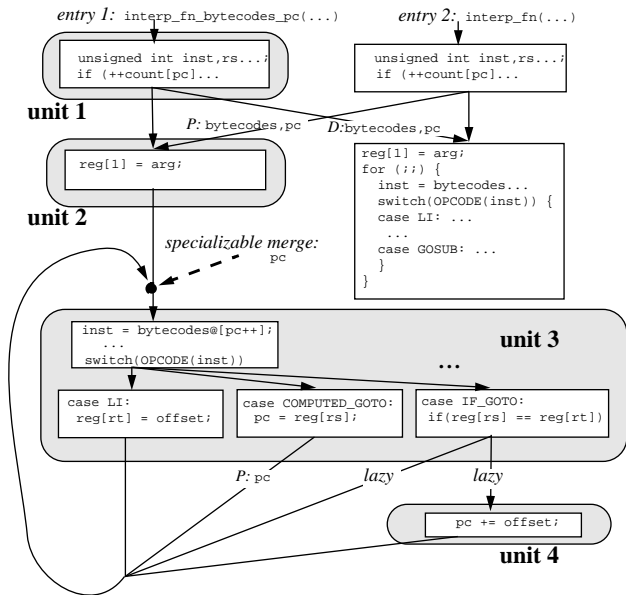 entry 1: interp_fn_bytecodes_pc(...)
entry 2: interp_fn(...)
unsigned int inst,rs...;
if (++count[pc]...
unit 1
unsigned int inst,rs...;
if (++count[pc]...
P: bytecodes,pc
D:bytecodes,pc
reg[1] = arg;
unit 2
reg[1] = arg;
for (;;) {
inst = bytecodes...
switch(OPCODE(inst)) {
case LI: ...
...
case GOSUB: ...
}
}
specializable merge:
pc
unit 3
inst = bytecodes@[pc++];
...
switch(OPCODE(inst))
...
case LI:
reg[rt] = offset;
case COMPUTED_GOTO:
pc = reg[rs];
case IF_GOTO:
if(reg[rs] == reg[rt])
P: pc
lazy
lazy
pc += offset;
unit 4